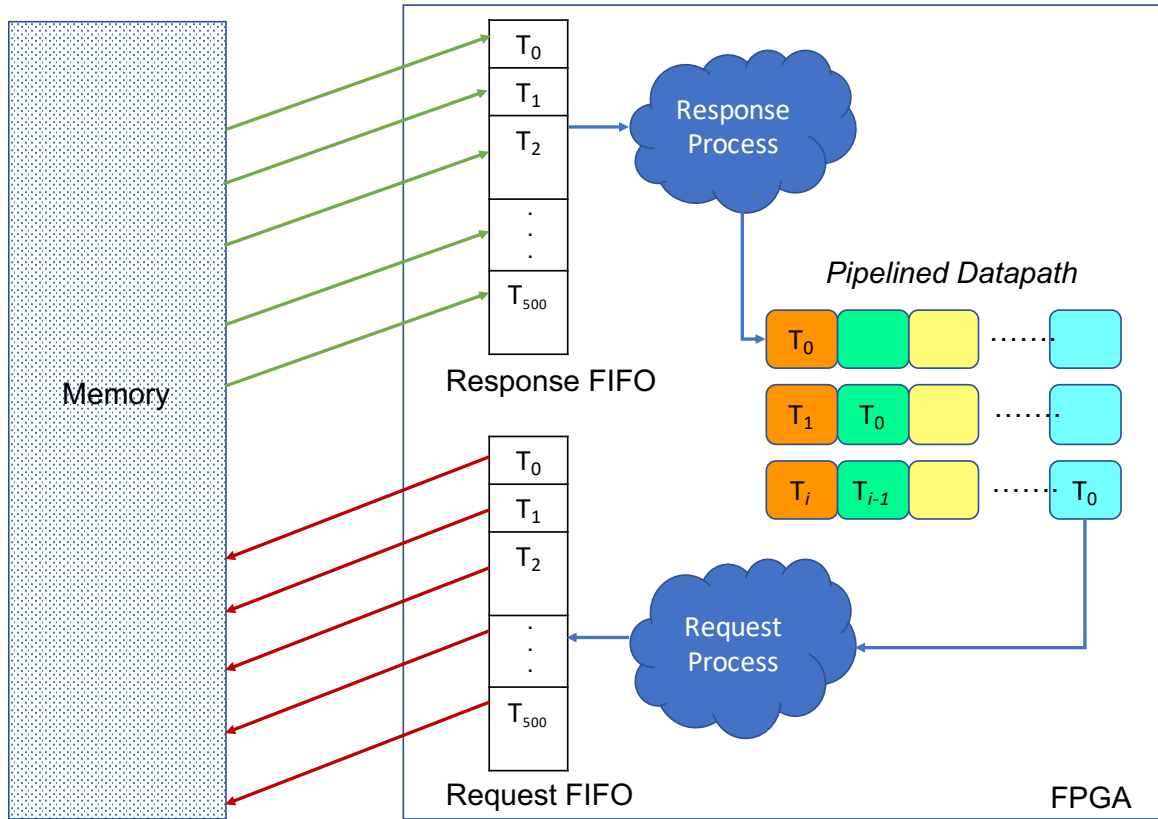 Memory
T0
T1
T2
.
.
.
T500
Response FIFO
Response
Process
Pipelined Datapath
T0 .......
T1 T0 ......
Ti Ti-1 ....... T0
T0
T1
T2
.
.
.
T500
Request FIFO
Request
Process
FPGA